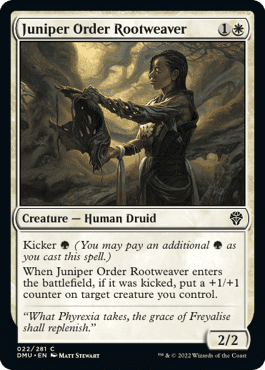 Juniper Order Rootweaver 1
Creature — Human Druid
Kicker (You may pay an additional as
you cast this spell.)
When Juniper Order Rootweaver enters
the battlefield, if it was kicked, put a +1/+1
counter on target creature you control.
“What Phyrexia takes, the grace of Freyalise
shall replenish.”
2/2
022/281 C
DMU • EN MATT STEWART
™ & © 2022 Wizards of the Coast